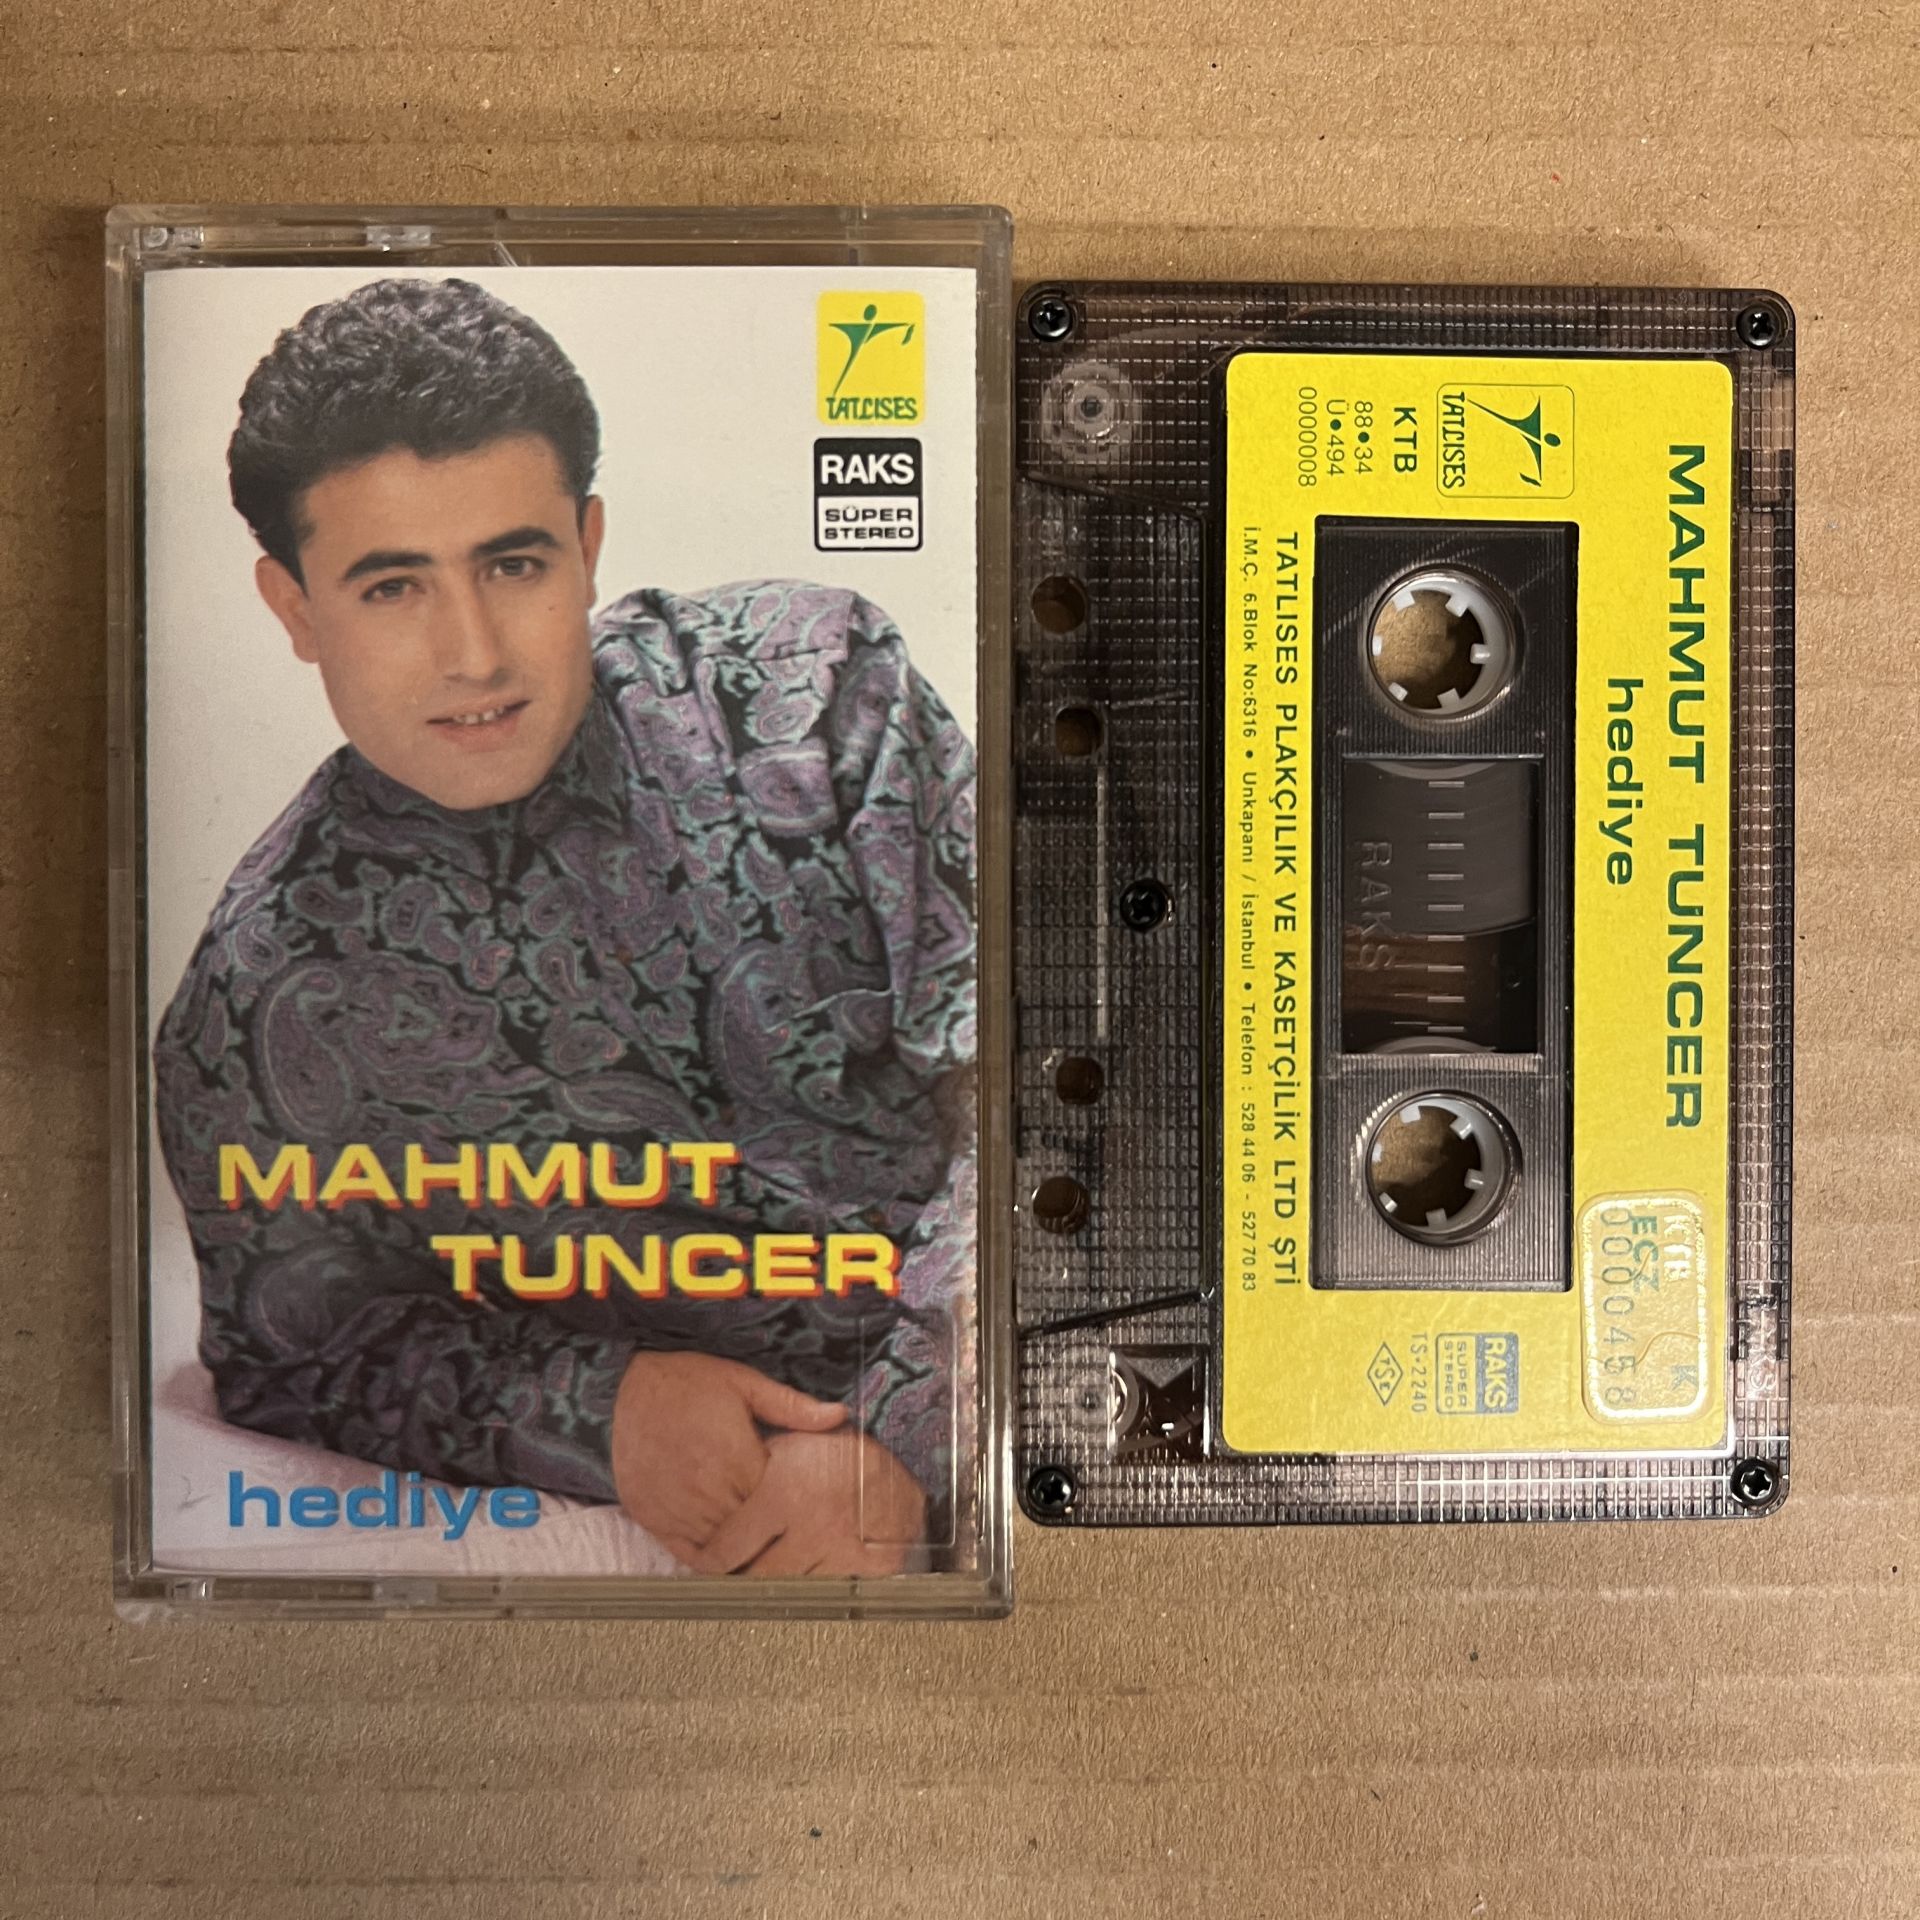 TATLISES
RAKS
SÜPER
STEREO
MAHMUT
TUNCER
hediye
MAHMUT TUNCER
hediye
TATLISES
KTB
88•34
Ü•494
0000008
TATLISES PLAKÇILIK VE KASETÇİLİK LTD ŞTİ
İ.M.Ç. 6.Blok No:6316 • Unkapanı / İstanbul • Telefon : 528 44 06 - 527 70 83
RAKS
RAKS
SÜPER
STEREO
TS•2240
TSE
KTB K